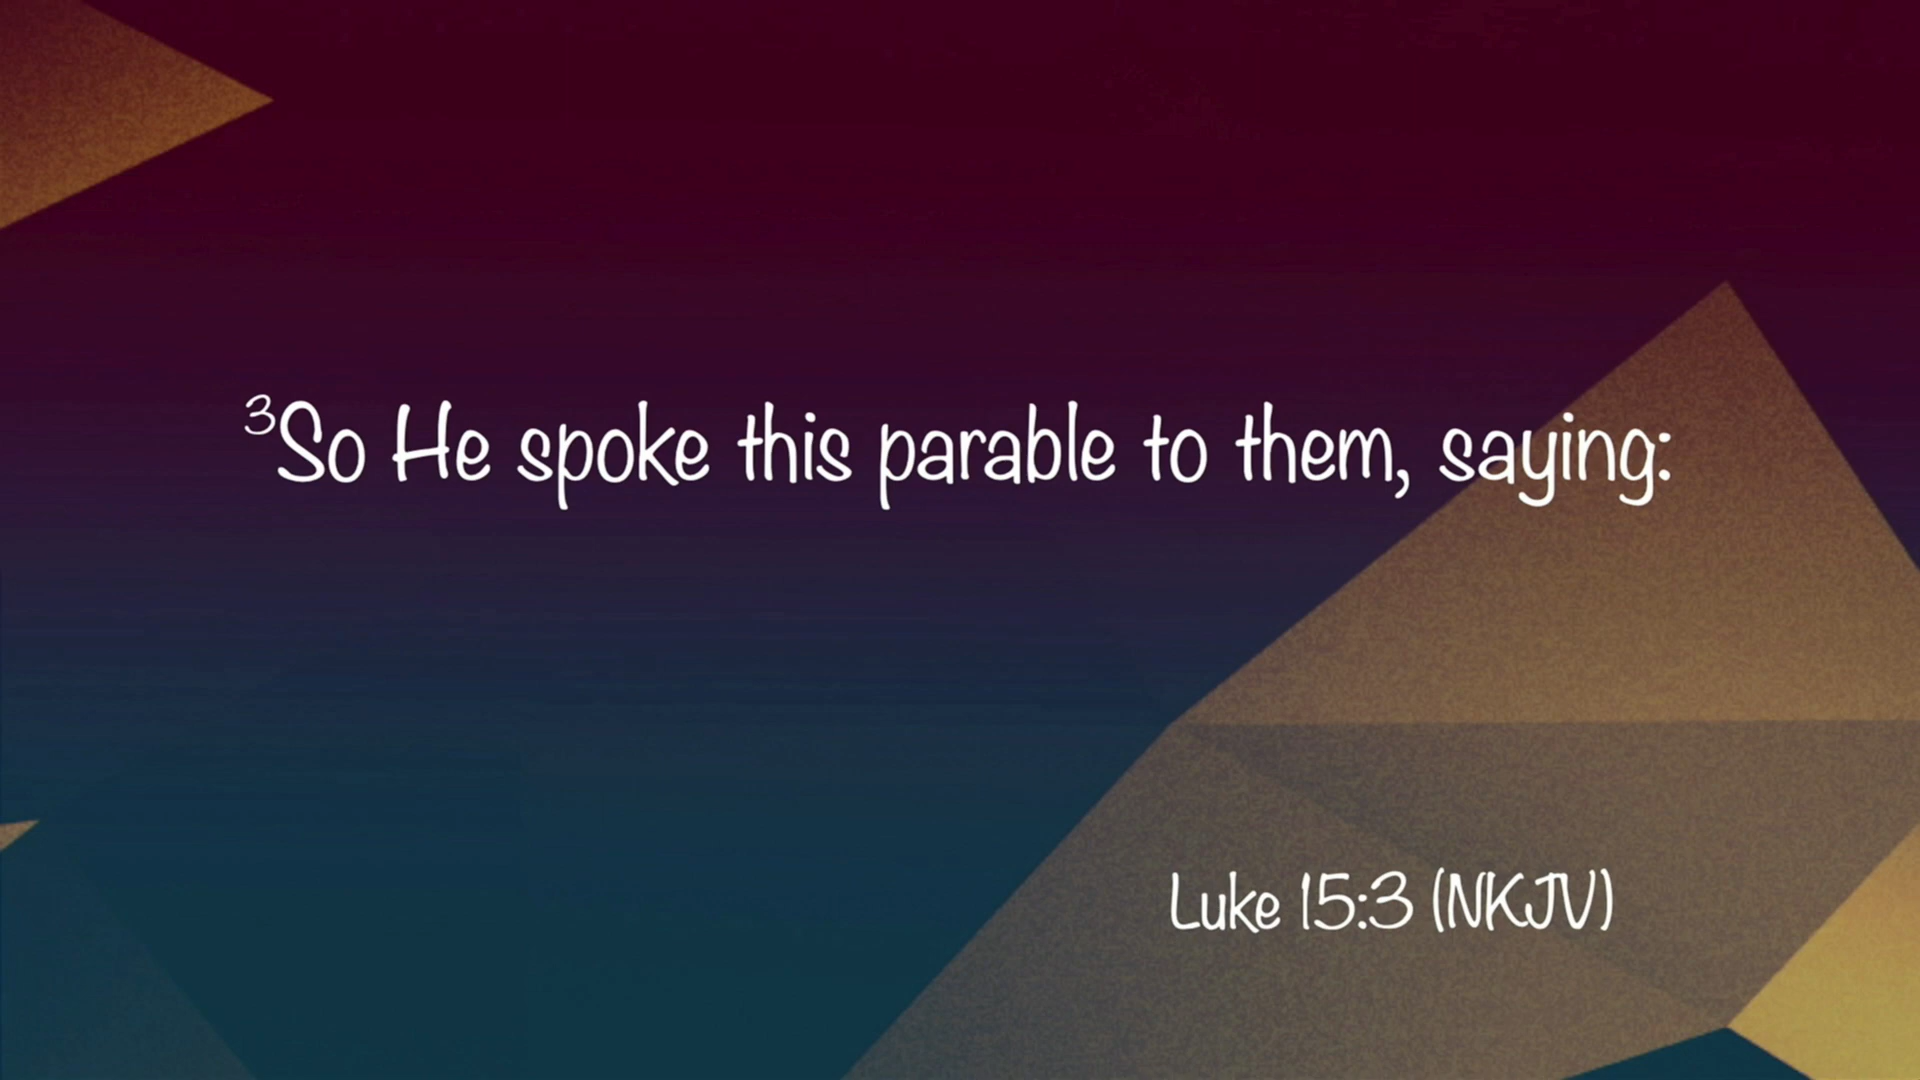 ³So He spoke this parable to them, saying:
Luke 15:3 (NKJV)